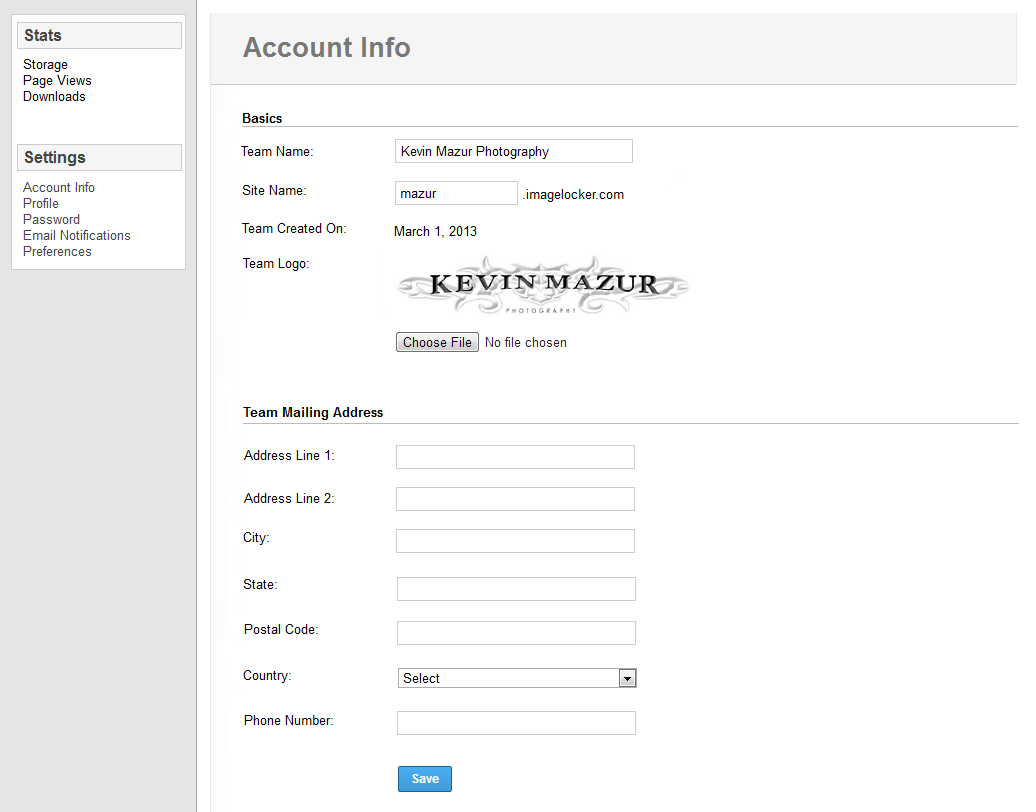 Stats
Storage
Page Views
Downloads
Settings
Account Info
Profile
Password
Email Notifications
Preferences
Account Info
Basics
Team Name: Kevin Mazur Photography
Site Name: mazur .imagelocker.com
Team Created On: March 1, 2013
Team Logo:
KEVIN MAZUR
PHOTOGRAPHY
Choose File No file chosen
Team Mailing Address
Address Line 1:
Address Line 2:
City:
State:
Postal Code:
Country: Select
Phone Number:
Save